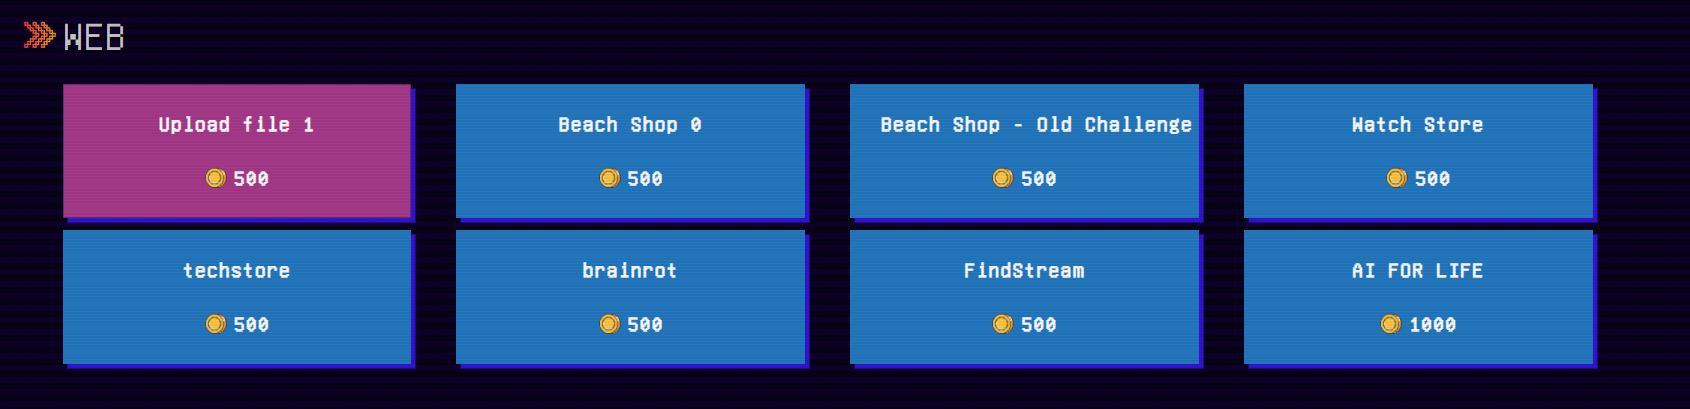 WEB
Upload file 1
500
Beach Shop 0
500
Beach Shop - Old Challenge
500
Watch Store
500
techstore
500
brainrot
500
FindStream
500
AI FOR LIFE
1000